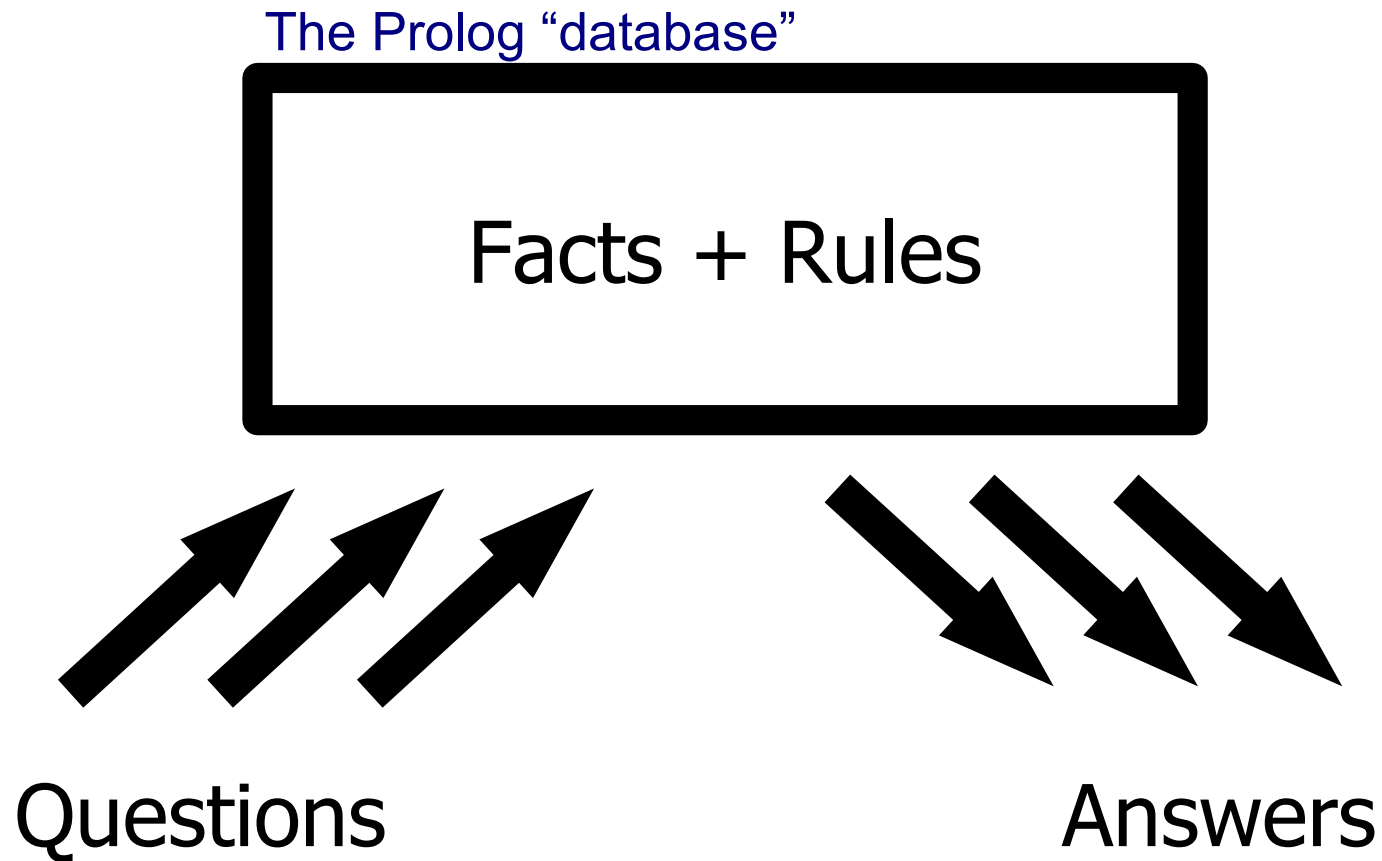 The Prolog “database”
Facts + Rules
Questions
Answers